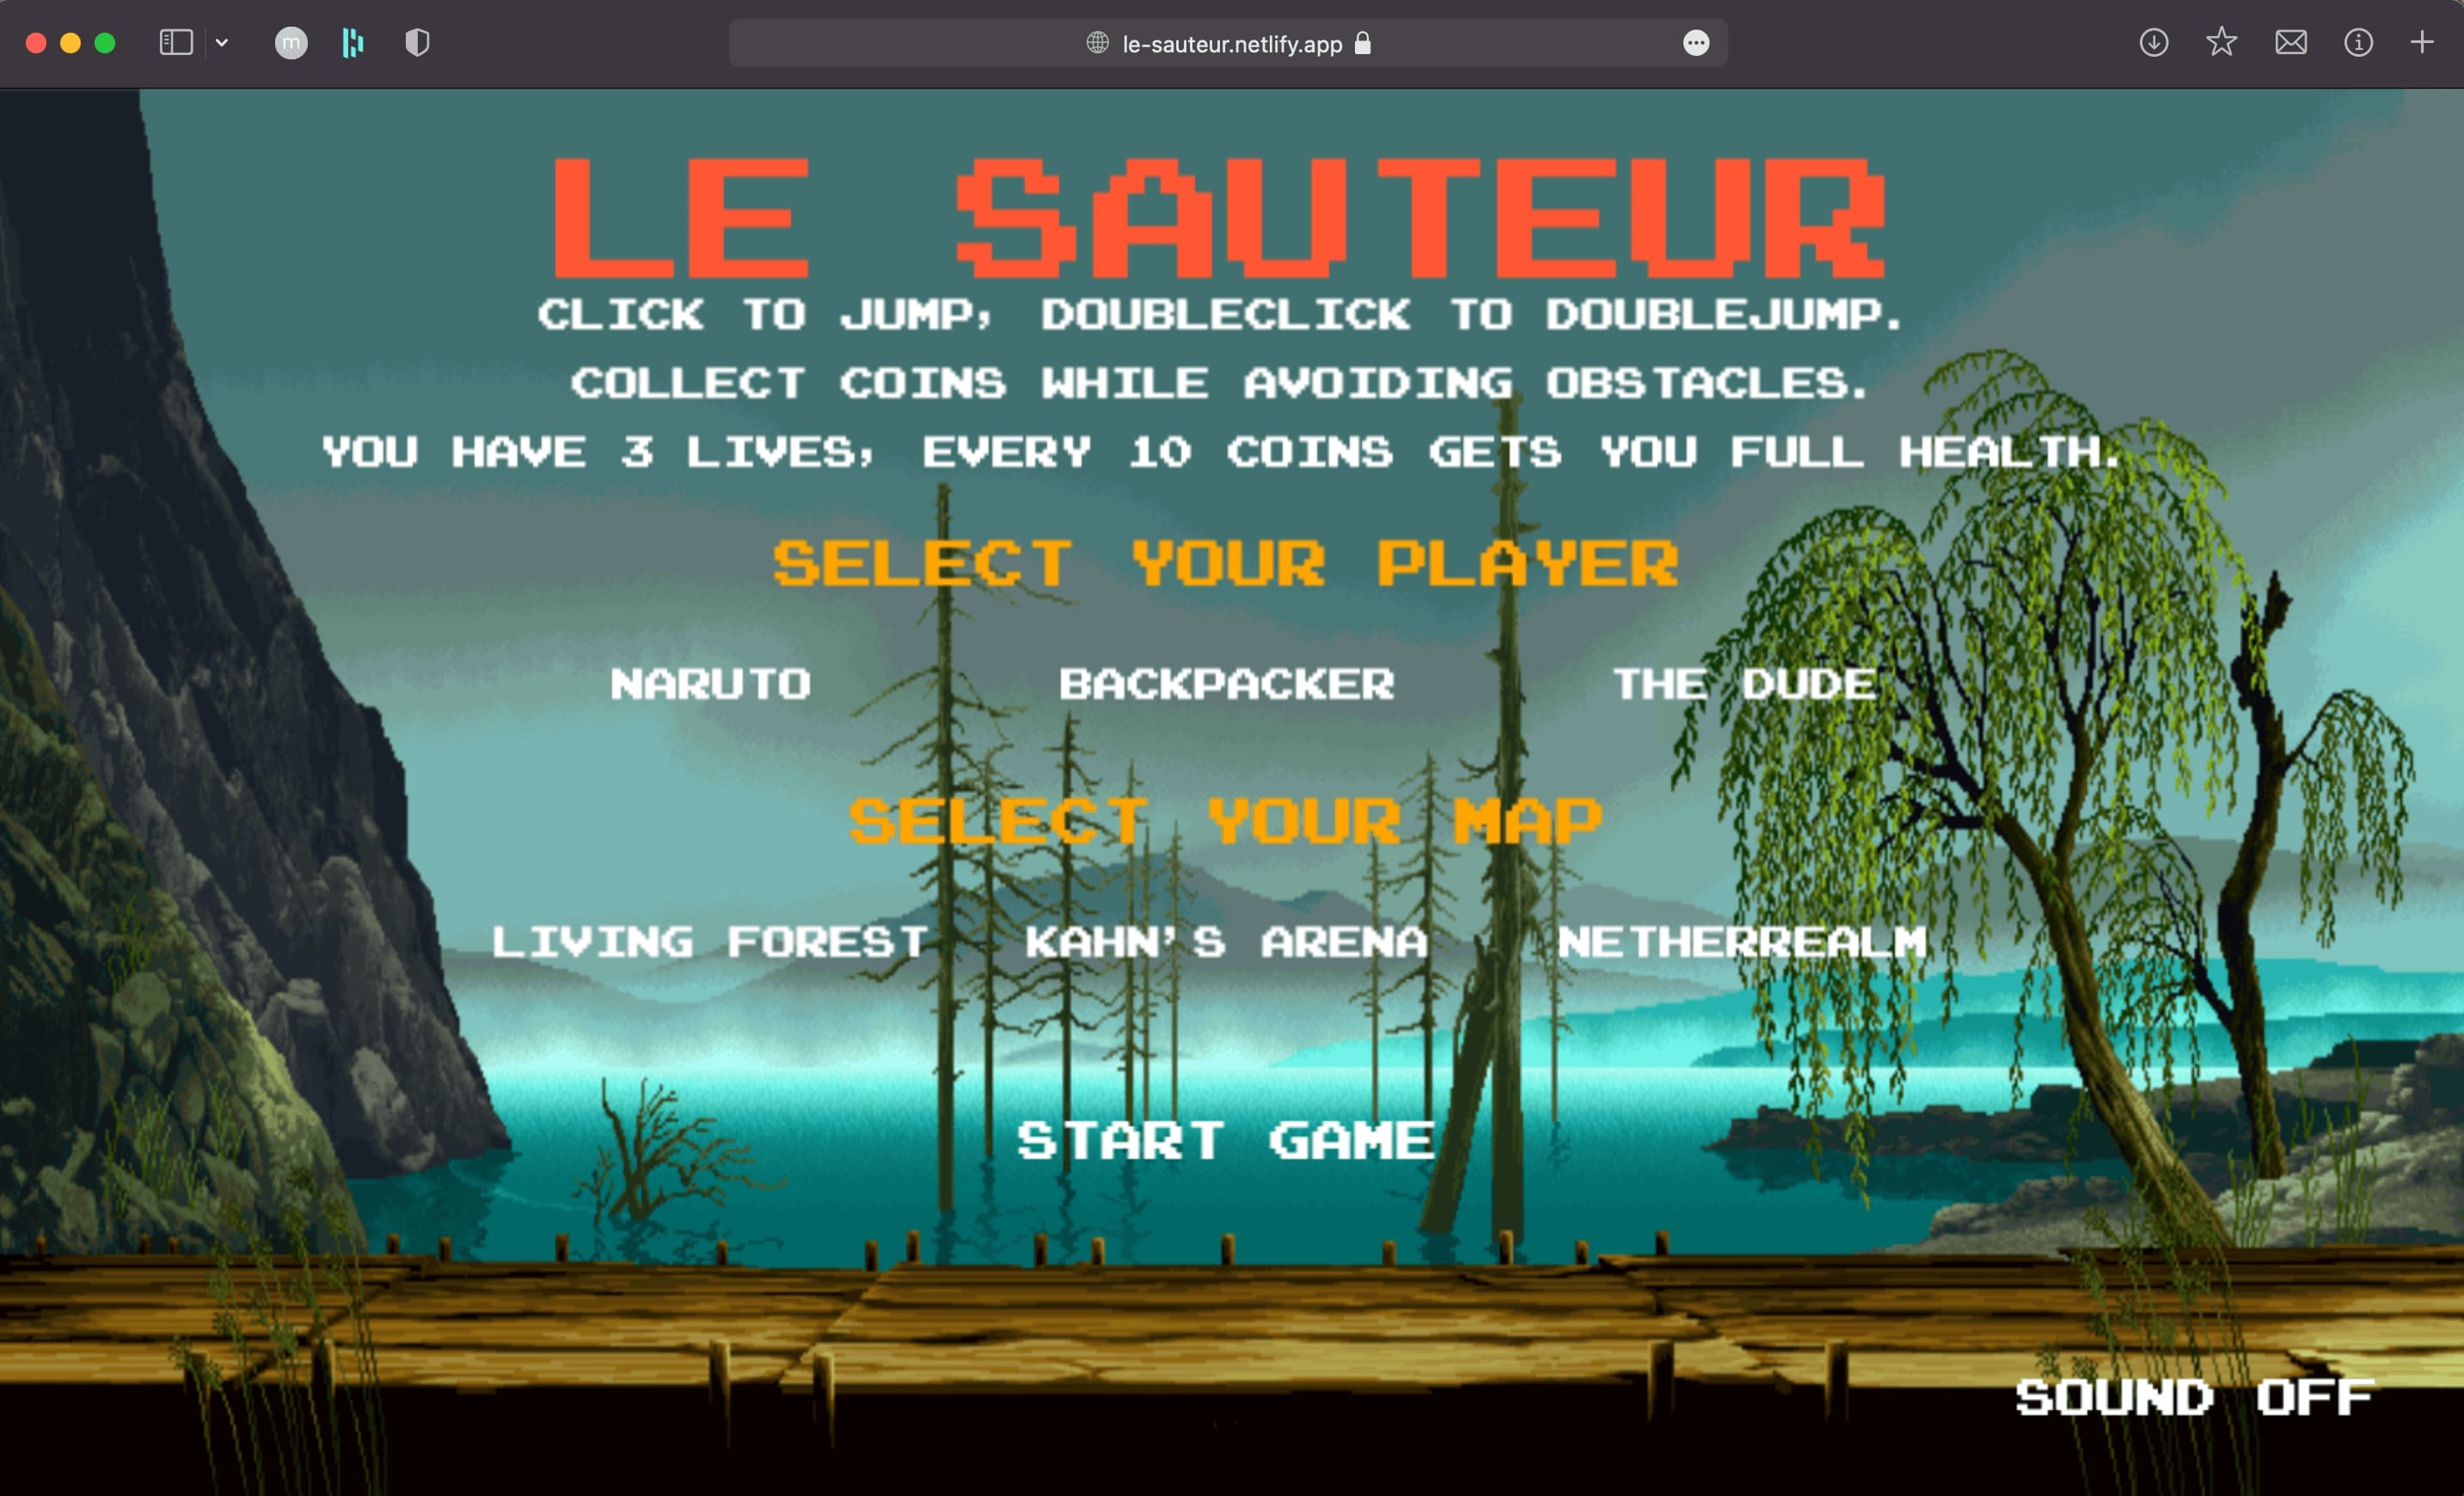 m
le-sauteur.netlify.app
LE SAUTEUR
CLICK TO JUMP, DOUBLECLICK TO DOUBLEJUMP.
COLLECT COINS WHILE AVOIDING OBSTACLES.
YOU HAVE 3 LIVES; EVERY 10 COINS GETS YOU FULL HEALTH.
SELECT YOUR PLAYER
NARUTO BACKPACKER THE DUDE
SELECT YOUR MAP
LIVING FOREST KAHN'S ARENA NETHERREALM
START GAME
SOUND OFF